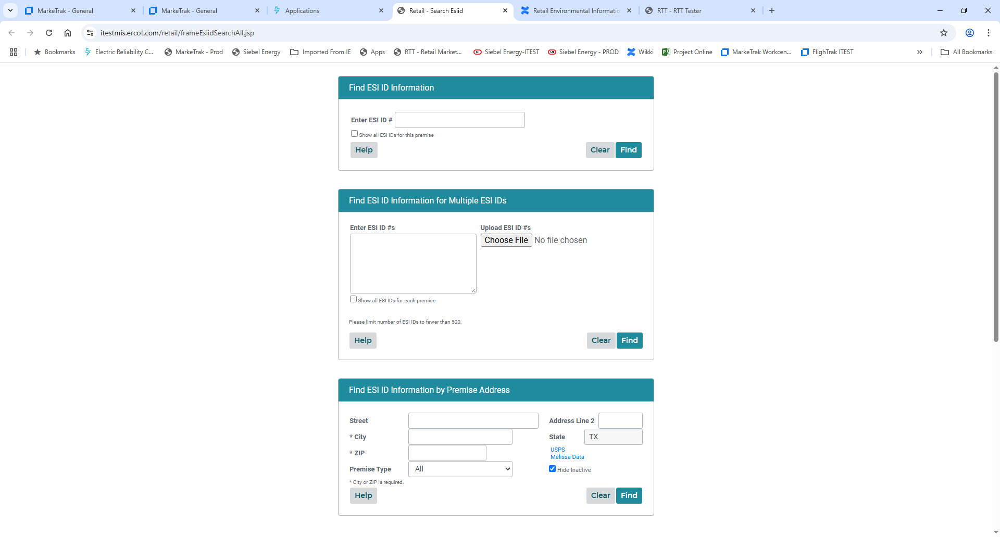 MarkeTrak - General
MarkeTrak - General
Applications
Retail - Search Esiid
Retail Environmental Informatio
RTT - RTT Tester
itestmis.ercot.com/retail/frameEsiidSearchAll.jsp
Bookmarks
Electric Reliability C...
MarkeTrak - Prod
Siebel Energy
Imported From IE
Apps
RTT - Retail Market...
Siebel Energy-ITEST
Siebel Energy - PROD
Wikki
Project Online
MarkeTrak Workcen...
FlighTrak ITEST
All Bookmarks
Find ESI ID Information
Enter ESI ID #
Show all ESI IDs for this premise
Help
Clear
Find
Find ESI ID Information for Multiple ESI IDs
Enter ESI ID #s
Upload ESI ID #s
Choose File No file chosen
Show all ESI IDs for each premise
Please limit number of ESI IDs to fewer than 500.
Help
Clear
Find
Find ESI ID Information by Premise Address
Street
Address Line 2
* City
State
TX
* ZIP
USPS
Melissa Data
Premise Type
All
Hide Inactive
* City or ZIP is required.
Help
Clear
Find